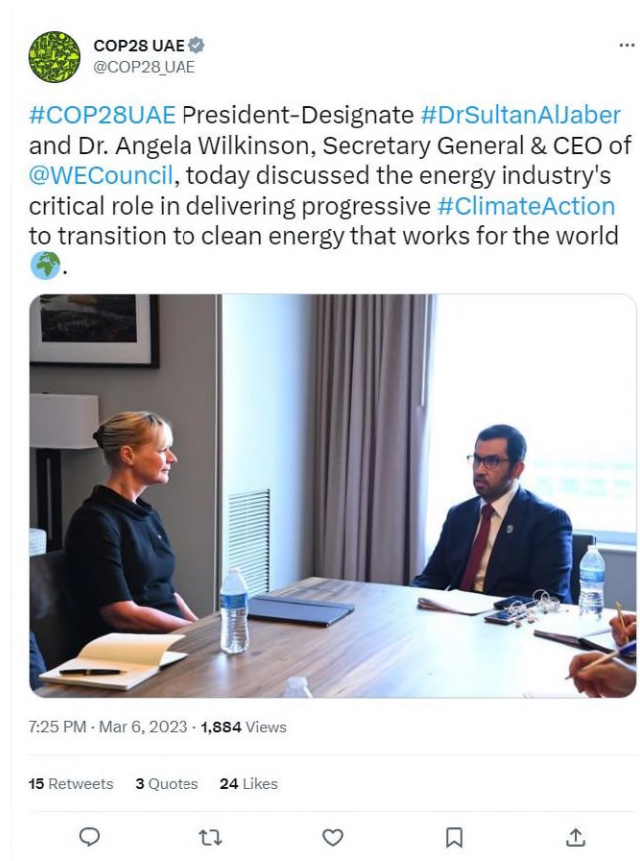 COP28 UAE
@COP28_UAE
#COP28UAE President-Designate #DrSultanAlJaber
and Dr. Angela Wilkinson, Secretary General & CEO of
@WECouncil, today discussed the energy industry's
critical role in delivering progressive #ClimateAction
to transition to clean energy that works for the world
.
7:25 PM · Mar 6, 2023 · 1,884 Views
15 Retweets 3 Quotes 24 Likes